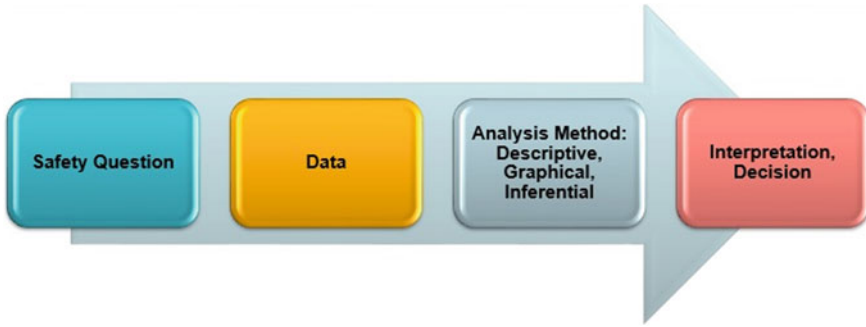 Safety Question
Data
Analysis Method:
Descriptive,
Graphical,
Inferential
Interpretation,
Decision